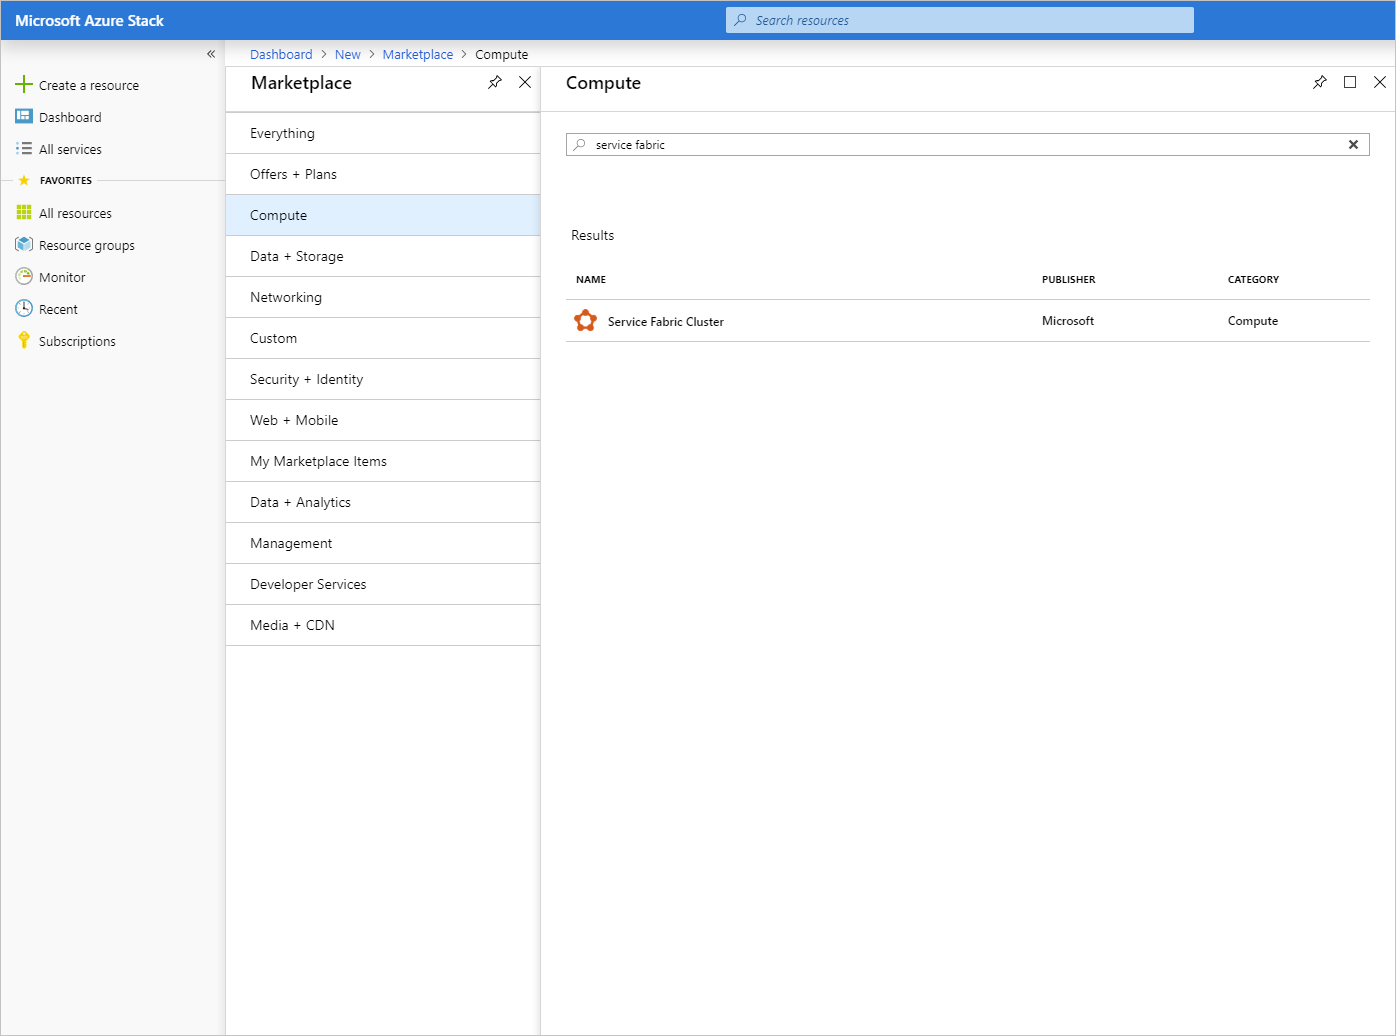 Microsoft Azure Stack
Search resources
Dashboard > New > Marketplace > Compute
Create a resource
Dashboard
All services
FAVORITES
All resources
Resource groups
Monitor
Recent
Subscriptions
Marketplace
Everything
Offers + Plans
Compute
Data + Storage
Networking
Custom
Security + Identity
Web + Mobile
My Marketplace Items
Data + Analytics
Management
Developer Services
Media + CDN
Compute
service fabric
Results
NAME PUBLISHER CATEGORY
Service Fabric Cluster Microsoft Compute